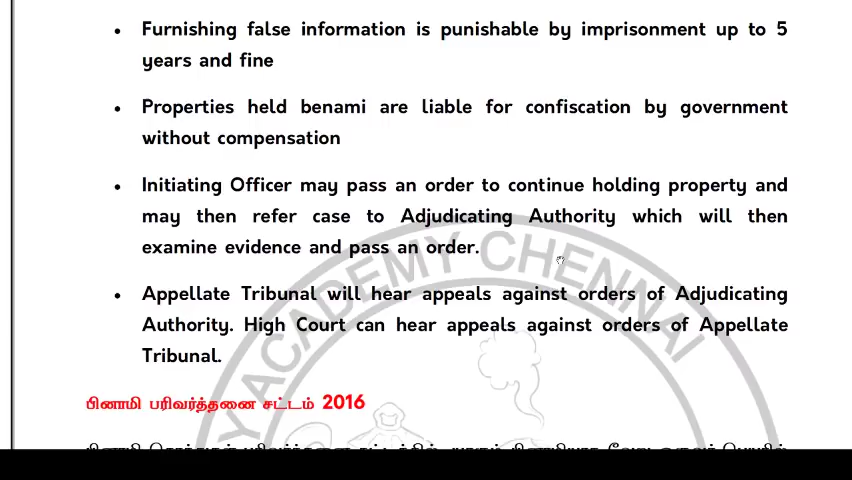 • Furnishing false information is punishable by imprisonment up to 5
years and fine
• Properties held benami are liable for confiscation by government
without compensation
• Initiating Officer may pass an order to continue holding property and
may then refer case to Adjudicating Authority which will then
examine evidence and pass an order.
• Appellate Tribunal will hear appeals against orders of Adjudicating
Authority. High Court can hear appeals against orders of Appellate
Tribunal.
பினாமி பரிவர்த்தனை சட்டம் 2016
Y ACADEMY CHENNAI